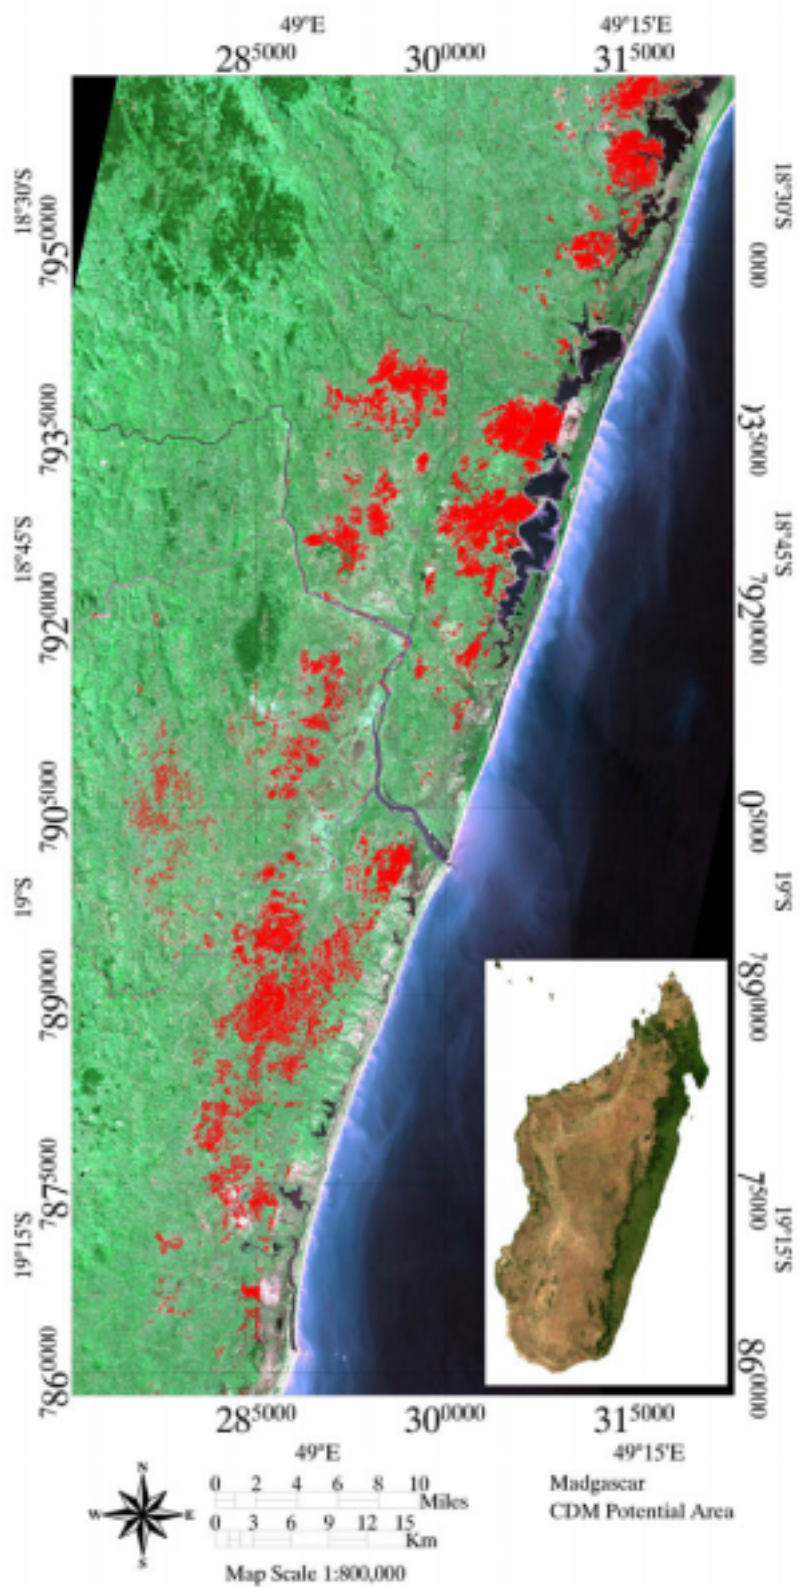 49°E 49°15'E
285000 300000 315000
18°30'S 18°30'S
7950000 0000
7935000 35000
18°45'S 18°45'S
7920000 7920000
7905000 05000
19°S 19°S
7890000 7890000
7875000 75000
19°15'S 19°15'S
7860000 860000
285000 300000 315000
49°E 49°15'E
N
W E
S
0 2 4 6 8 10
Miles
0 3 6 9 12 15
Km
Map Scale 1:800,000
Madgascar
CDM Potential Area